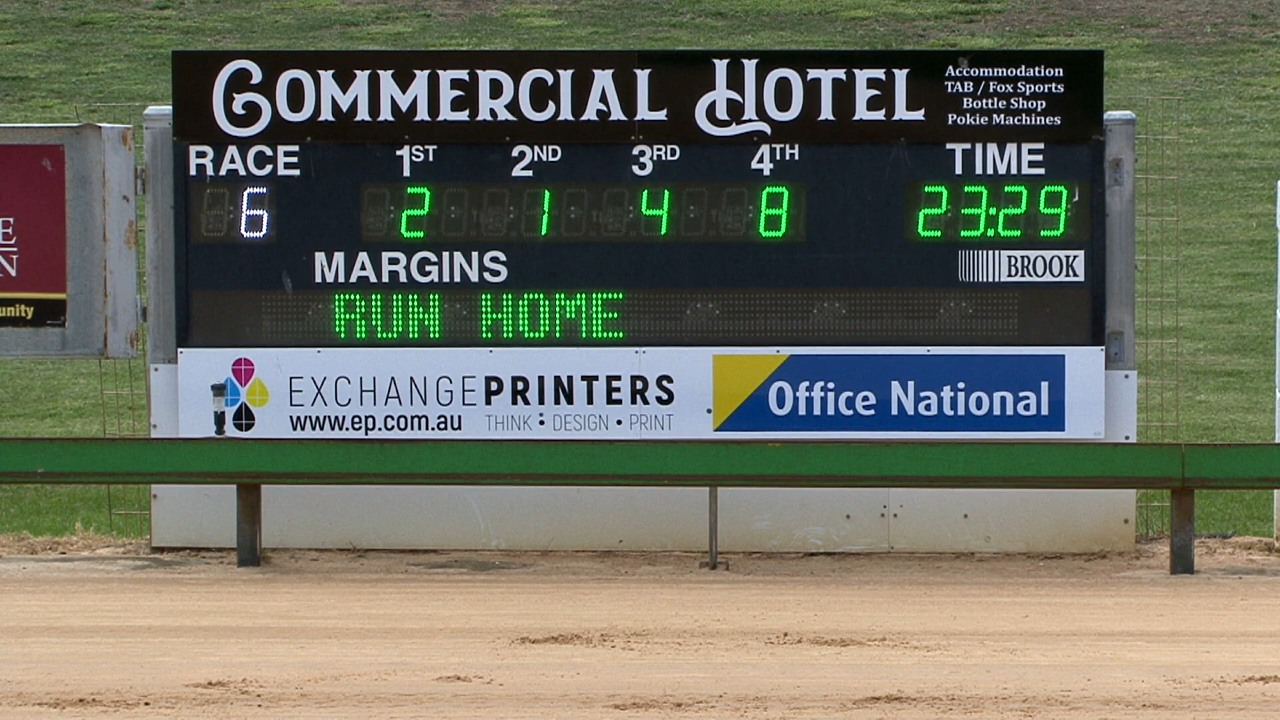 COMMERCIAL HOTEL
Accommodation
TAB / Fox Sports
Bottle Shop
Pokie Machines
RACE 1ST 2ND 3RD 4TH TIME
6 2 1 4 8 23:29
MARGINS
BROOK
RUN HOME
E
N
unity
EXCHANGEPRINTERS
www.ep.com.au THINK • DESIGN • PRINT
Office National